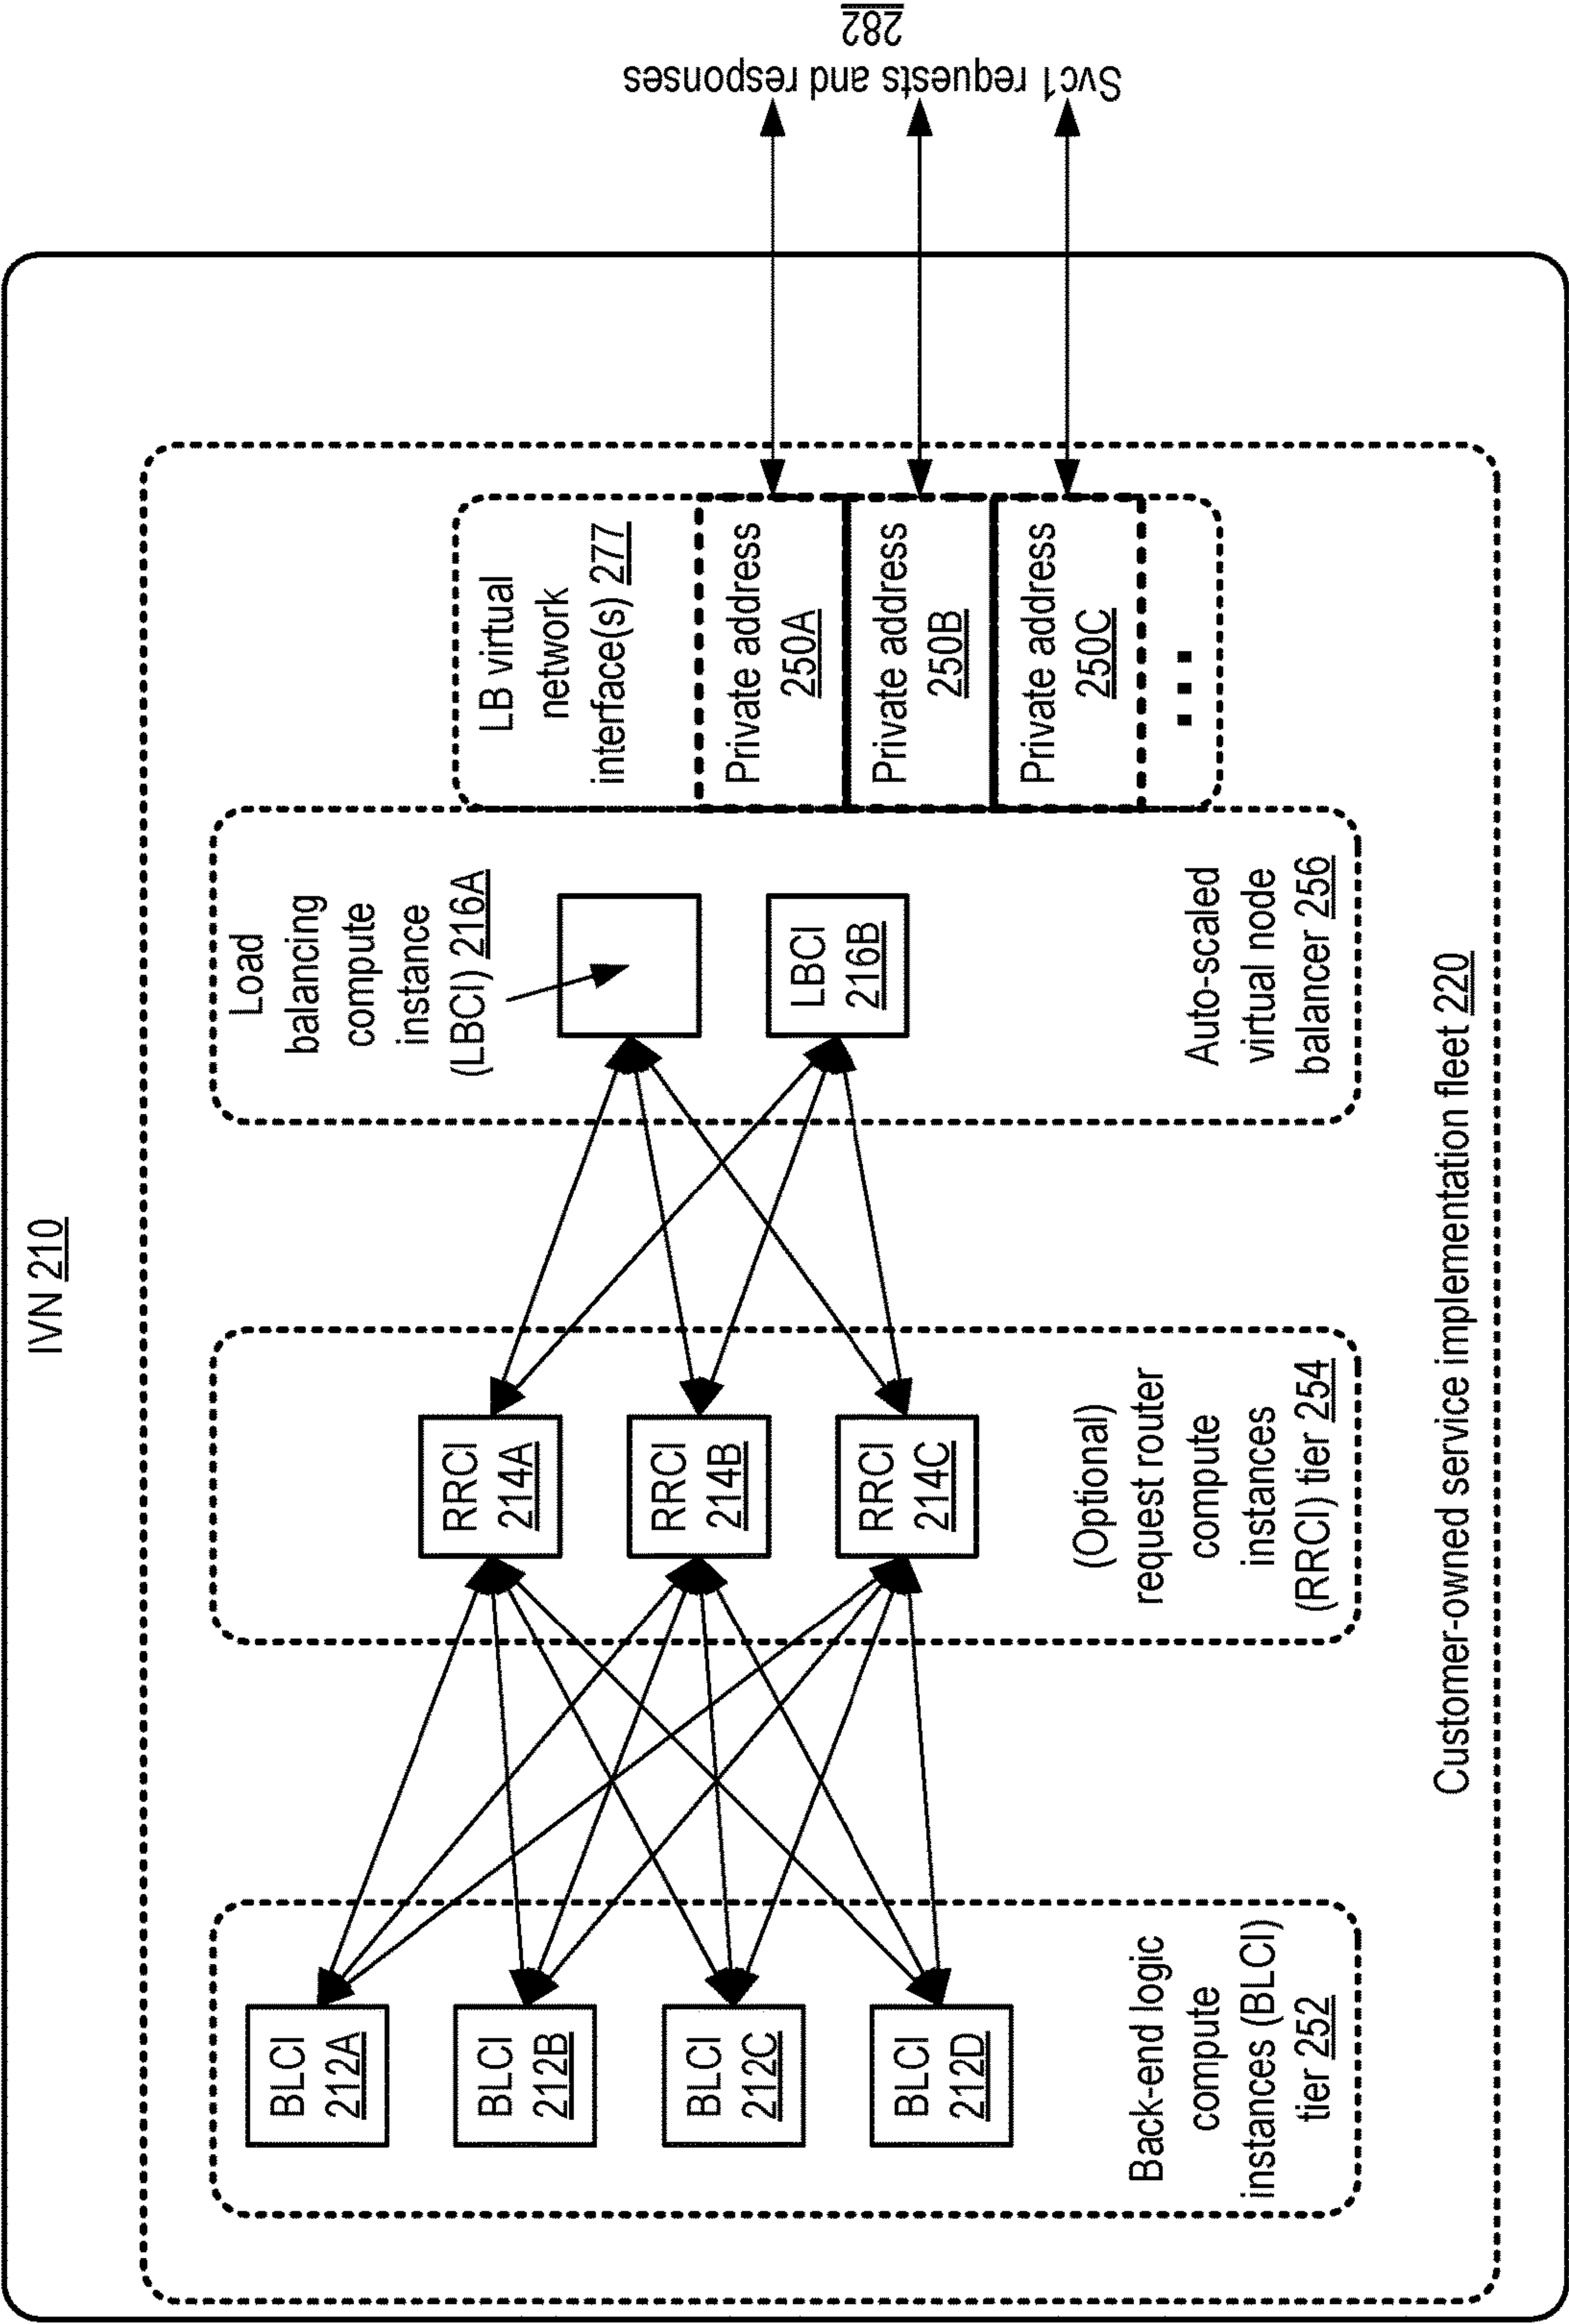 IVN 210
BLCI
212A
BLCI
212B
BLCI
212C
BLCI
212D
Back-end logic
compute
instances (BLCI)
tier 252
RRCI
214A
RRCI
214B
RRCI
214C
(Optional)
request router
compute
instances
(RRCI) tier 254
Load
balancing
compute
instance
(LBCI) 216A
LBCI
216B
Auto-scaled
virtual node
balancer 256
LB virtual
network
interface(s) 277
Private address
250A
Private address
250B
Private address
250C
...
Customer-owned service implementation fleet 220
Svc1 requests and responses
282